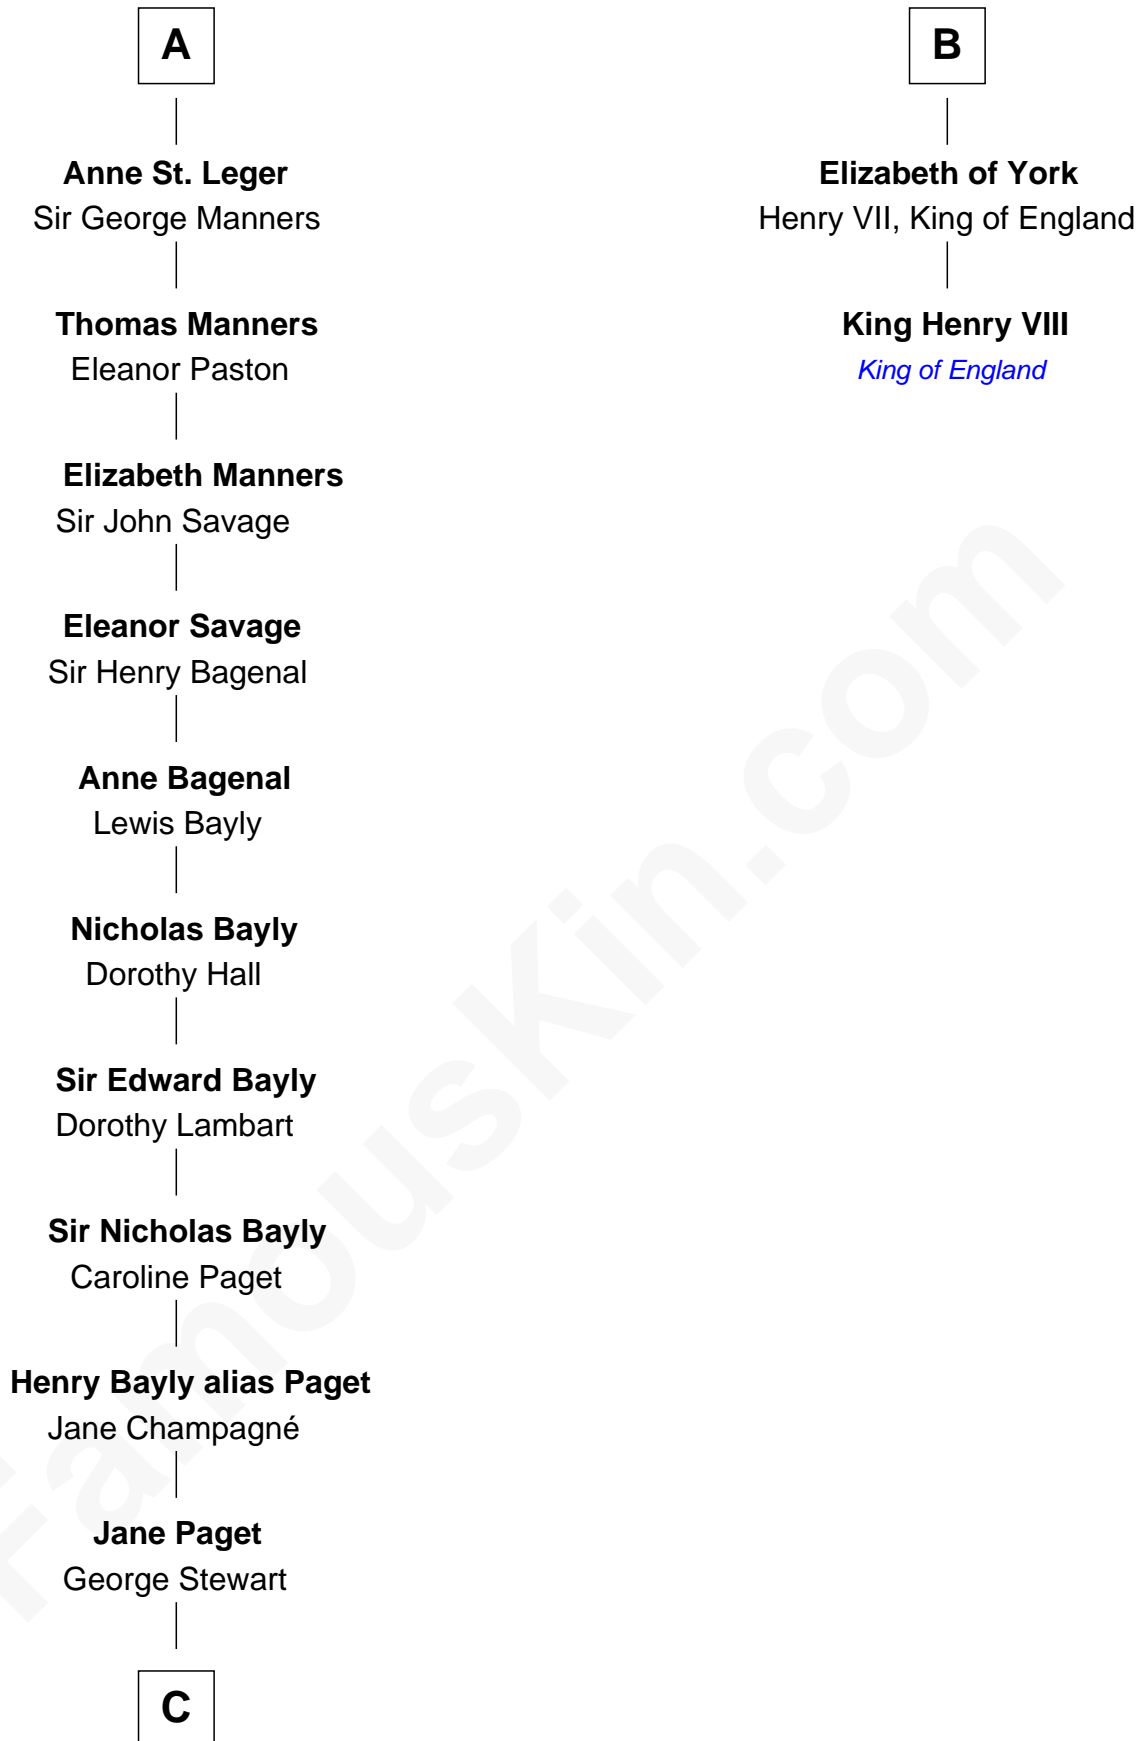 A
B
Anne St. Leger
Sir George Manners
Elizabeth of York
Henry VII, King of England
Thomas Manners
Eleanor Paston
King Henry VIII
King of England
Elizabeth Manners
Sir John Savage
Eleanor Savage
Sir Henry Bagenal
Anne Bagenal
Lewis Bayly
Nicholas Bayly
Dorothy Hall
Sir Edward Bayly
Dorothy Lambart
Sir Nicholas Bayly
Caroline Paget
Henry Bayly alias Paget
Jane Champagné
Jane Paget
George Stewart
C
FamousKin.com